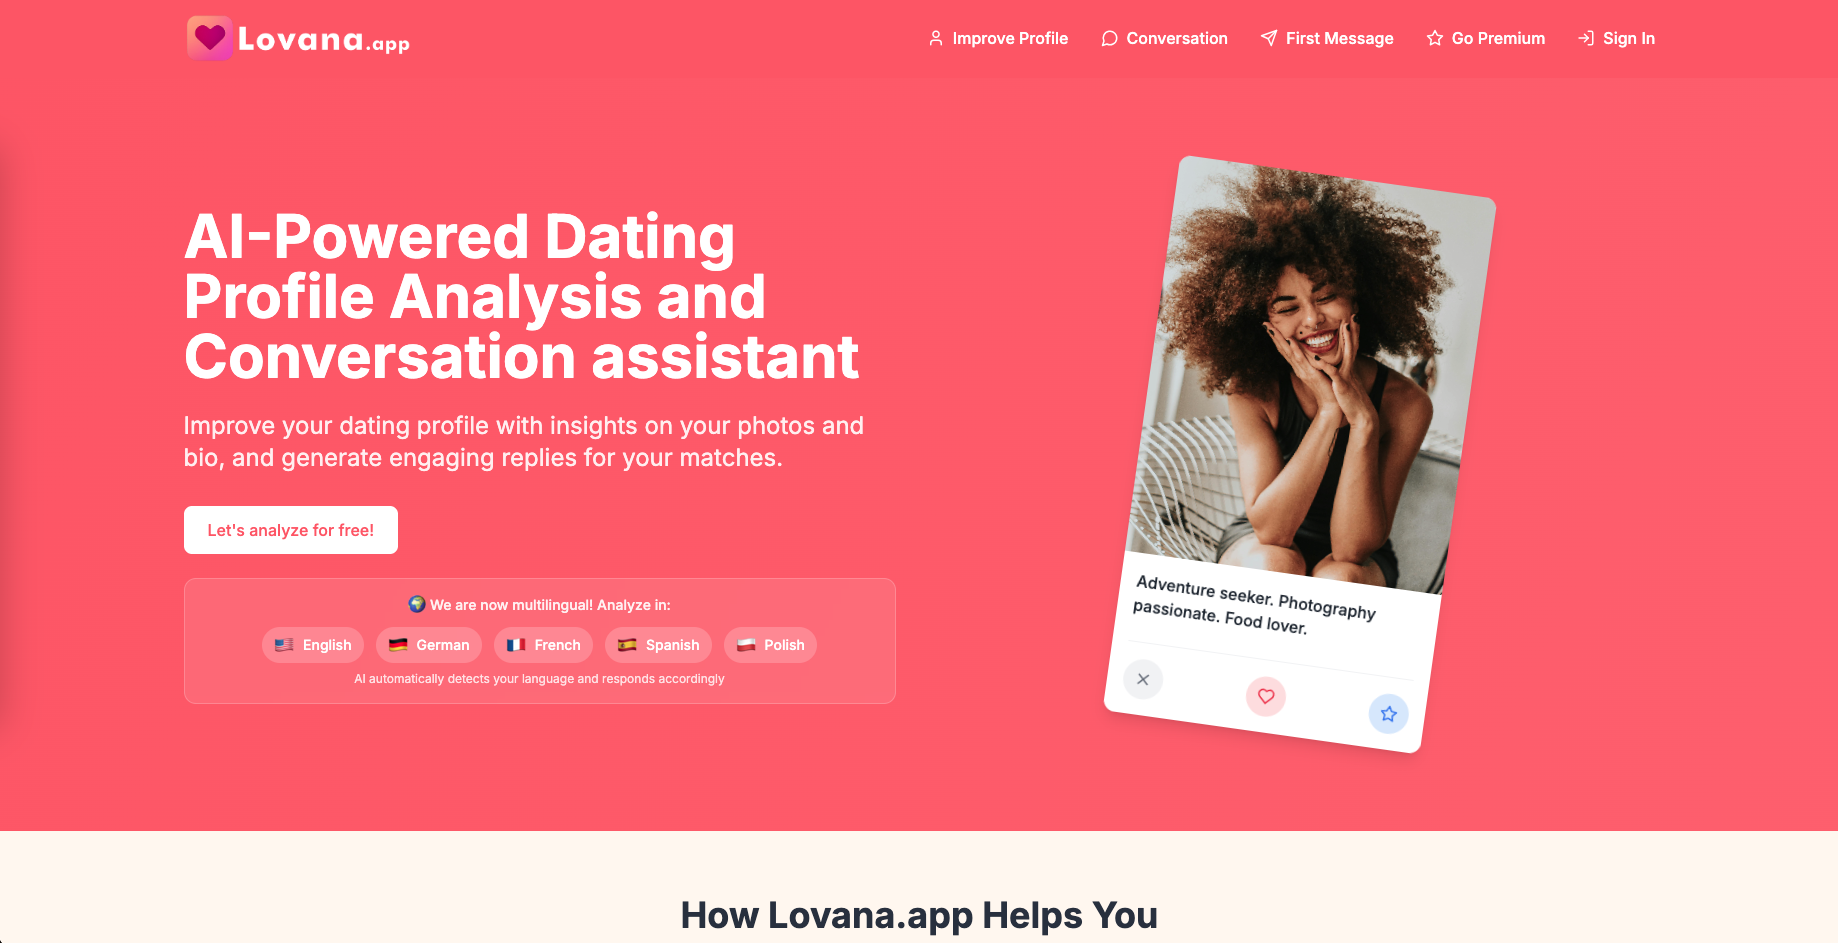 Lovana.app
Improve Profile
Conversation
First Message
Go Premium
Sign In
AI-Powered Dating
Profile Analysis and
Conversation assistant
Improve your dating profile with insights on your photos and
bio, and generate engaging replies for your matches.
Let's analyze for free!
🌍 We are now multilingual! Analyze in:
🇺🇸 English
🇩🇪 German
🇫🇷 French
🇪🇸 Spanish
🇵🇱 Polish
AI automatically detects your language and responds accordingly
Adventure seeker. Photography
passionate. Food lover.
How Lovana.app Helps You